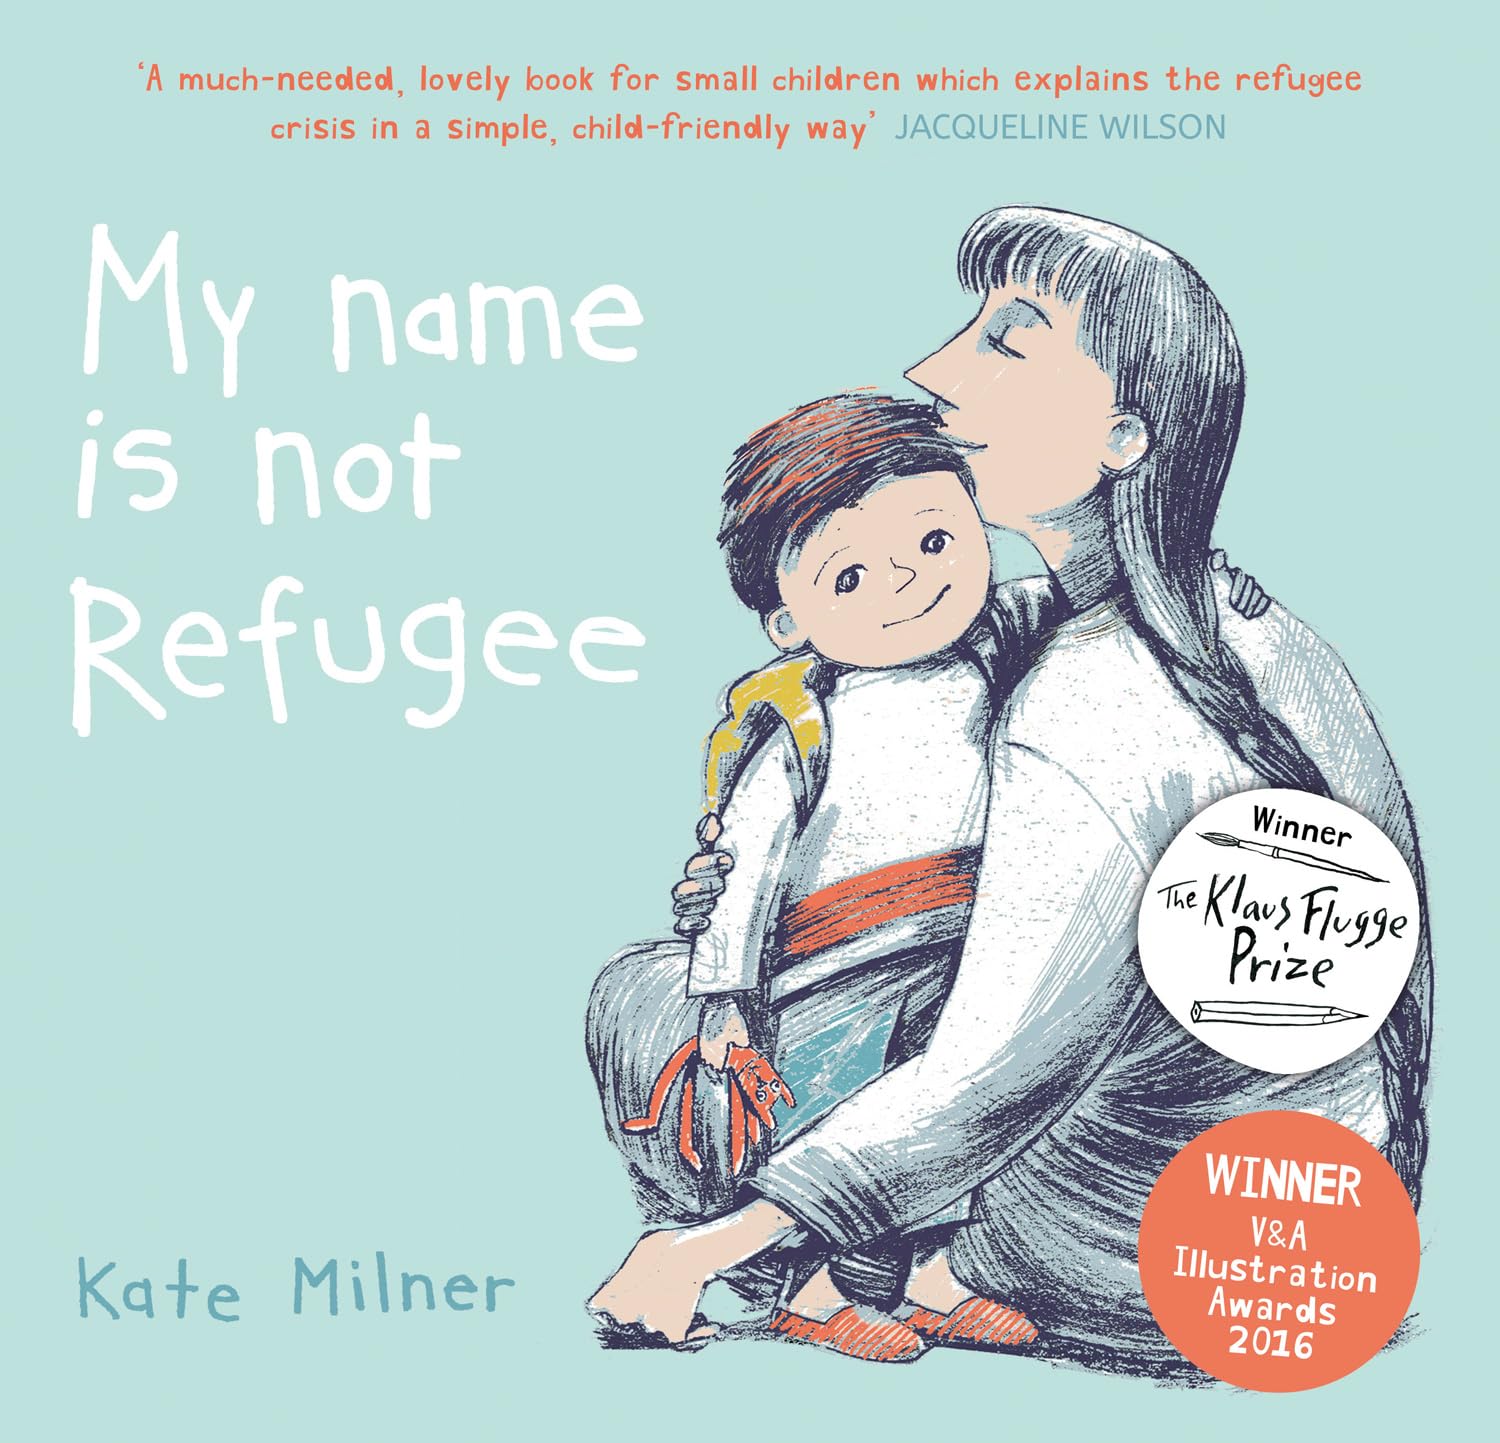 ‘A much-needed, lovely book for small children which explains the refugee
crisis in a simple, child-friendly way’ JACQUELINE WILSON
My name
is not
Refugee
Winner
The Klaus Flugge
Prize
WINNER
V&A
Illustration
Awards
2016
Kate Milner